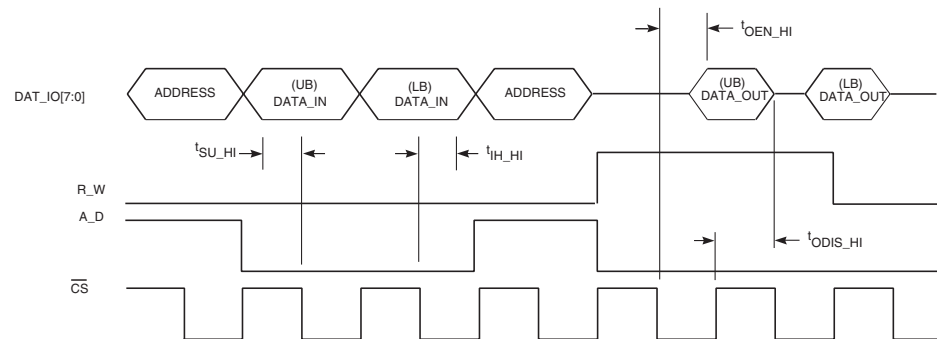 tOEN_HI
DAT_IO[7:0]
ADDRESS
(UB)
DATA_IN
(LB)
DATA_IN
ADDRESS
(UB)
DATA_OUT
(LB)
DATA_OUT
tSU_HI
tIH_HI
R_W
A_D
tODIS_HI
CS